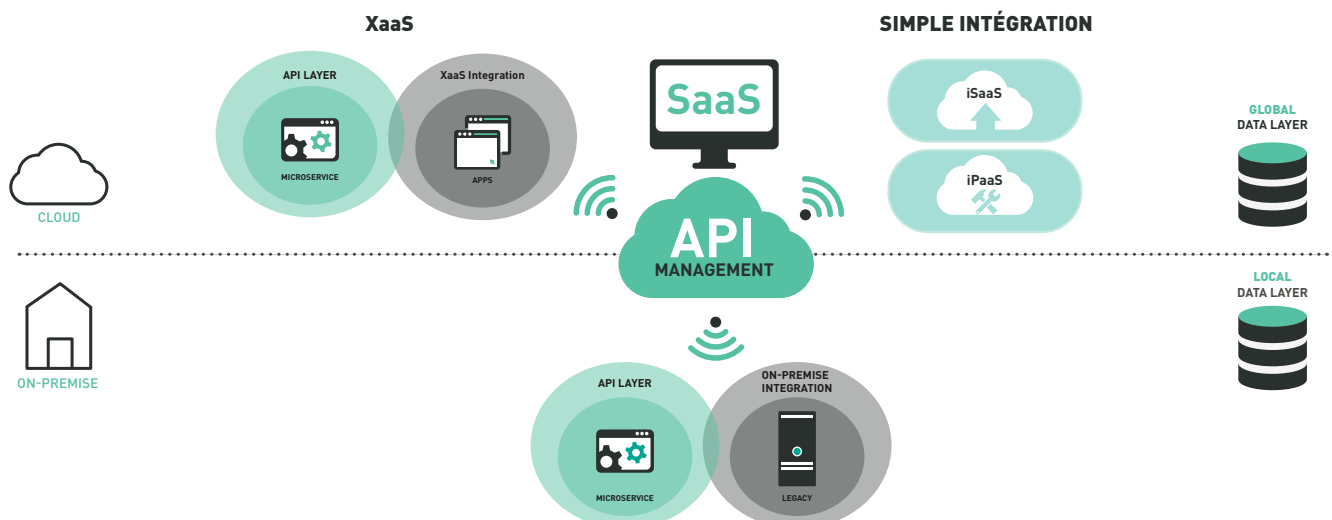 XaaS
SIMPLE INTÉGRATION
API LAYER
MICROSERVICE
XaaS Integration
APPS
SaaS
iSaaS
iPaaS
GLOBAL
DATA LAYER
CLOUD
API
MANAGEMENT
LOCAL
DATA LAYER
ON-PREMISE
API LAYER
MICROSERVICE
ON-PREMISE
INTEGRATION
LEGACY